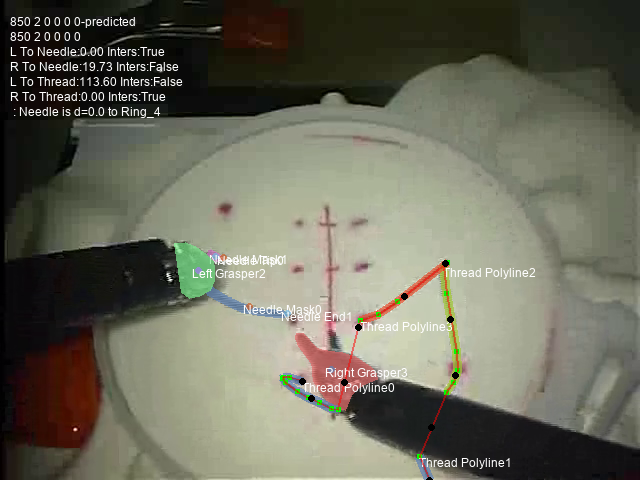 850 2 0 0 0 0-predicted
850 2 0 0 0 0
L To Needle:0.00 Inters:True
R To Needle:19.73 Inters:False
L To Thread:113.60 Inters:False
R To Thread:0.00 Inters:True
: Needle is d=0.0 to Ring_4
Needle Mask1
Left Grasper2
Thread Polyline2
Needle Mask0
Needle End1
Thread Polyline3
Right Grasper3
Thread Polyline0
Thread Polyline1